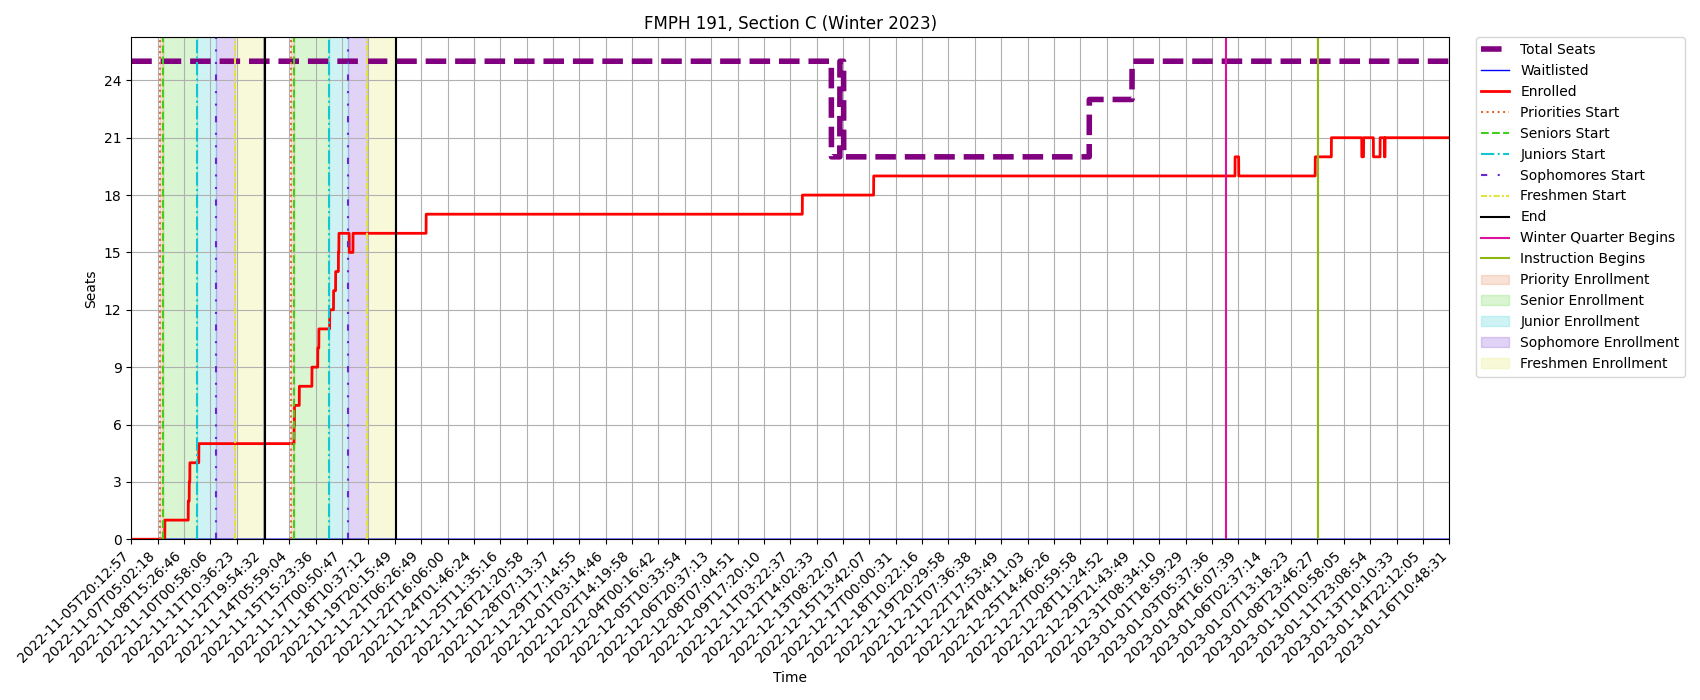 FMPH 191, Section C (Winter 2023)
Seats
24
21
18
15
12
9
6
3
0
2022-11-05T20:12:57
2022-11-07T05:02:18
2022-11-08T15:26:46
2022-11-10T00:58:06
2022-11-11T10:36:23
2022-11-12T19:54:32
2022-11-14T05:59:04
2022-11-15T15:23:36
2022-11-17T00:50:47
2022-11-18T10:37:12
2022-11-19T20:15:49
2022-11-21T06:26:49
2022-11-22T16:06:00
2022-11-24T01:46:24
2022-11-25T11:35:16
2022-11-26T21:20:58
2022-11-28T07:13:37
2022-11-29T17:14:55
2022-12-01T03:14:46
2022-12-02T14:19:58
2022-12-04T00:16:42
2022-12-05T10:33:54
2022-12-06T20:37:13
2022-12-08T07:04:51
2022-12-09T17:20:10
2022-12-11T03:22:37
2022-12-12T14:02:33
2022-12-13T08:22:07
2022-12-15T13:42:07
2022-12-17T00:00:31
2022-12-18T10:22:16
2022-12-19T20:29:58
2022-12-21T07:36:38
2022-12-22T17:53:49
2022-12-24T04:11:03
2022-12-25T14:46:26
2022-12-27T00:59:58
2022-12-28T11:24:52
2022-12-29T21:43:49
2022-12-31T08:34:10
2023-01-01T18:59:29
2023-01-03T05:37:36
2023-01-04T16:07:39
2023-01-06T02:37:14
2023-01-07T13:18:23
2023-01-08T23:46:27
2023-01-10T10:58:05
2023-01-11T23:08:54
2023-01-13T10:10:33
2023-01-14T22:12:05
2023-01-16T10:48:31
Time
Total Seats
Waitlisted
Enrolled
Priorities Start
Seniors Start
Juniors Start
Sophomores Start
Freshmen Start
End
Winter Quarter Begins
Instruction Begins
Priority Enrollment
Senior Enrollment
Junior Enrollment
Sophomore Enrollment
Freshmen Enrollment